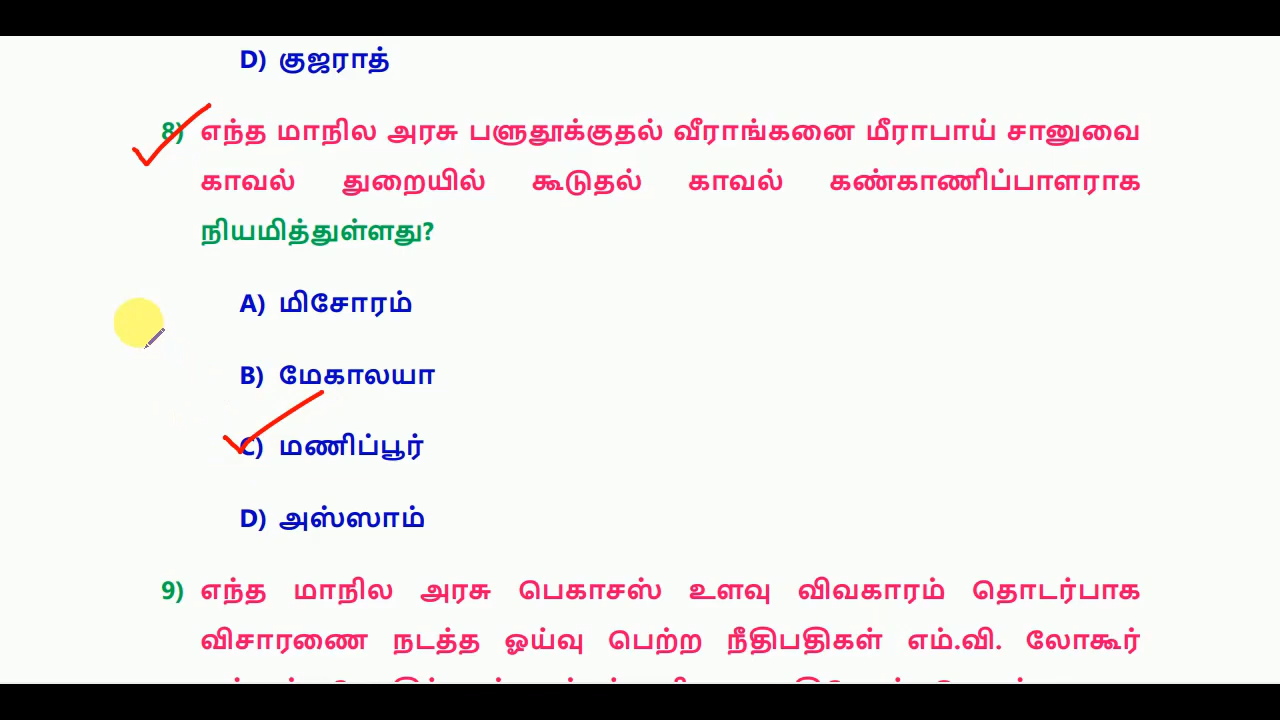 D) குஜராத்
8) எந்த மாநில அரசு பளுதூக்குதல் வீராங்கனை மீராபாய் சானுவை
காவல் துறையில் கூடுதல் காவல் கண்காணிப்பாளராக
நியமித்துள்ளது?
A) மிசோரம்
B) மேகாலயா
C) மணிப்பூர்
D) அஸ்ஸாம்
9) எந்த மாநில அரசு பெகாசஸ் உளவு விவகாரம் தொடர்பாக
விசாரணை நடத்த ஓய்வு பெற்ற நீதிபதிகள் எம்.வி. லோகூர்